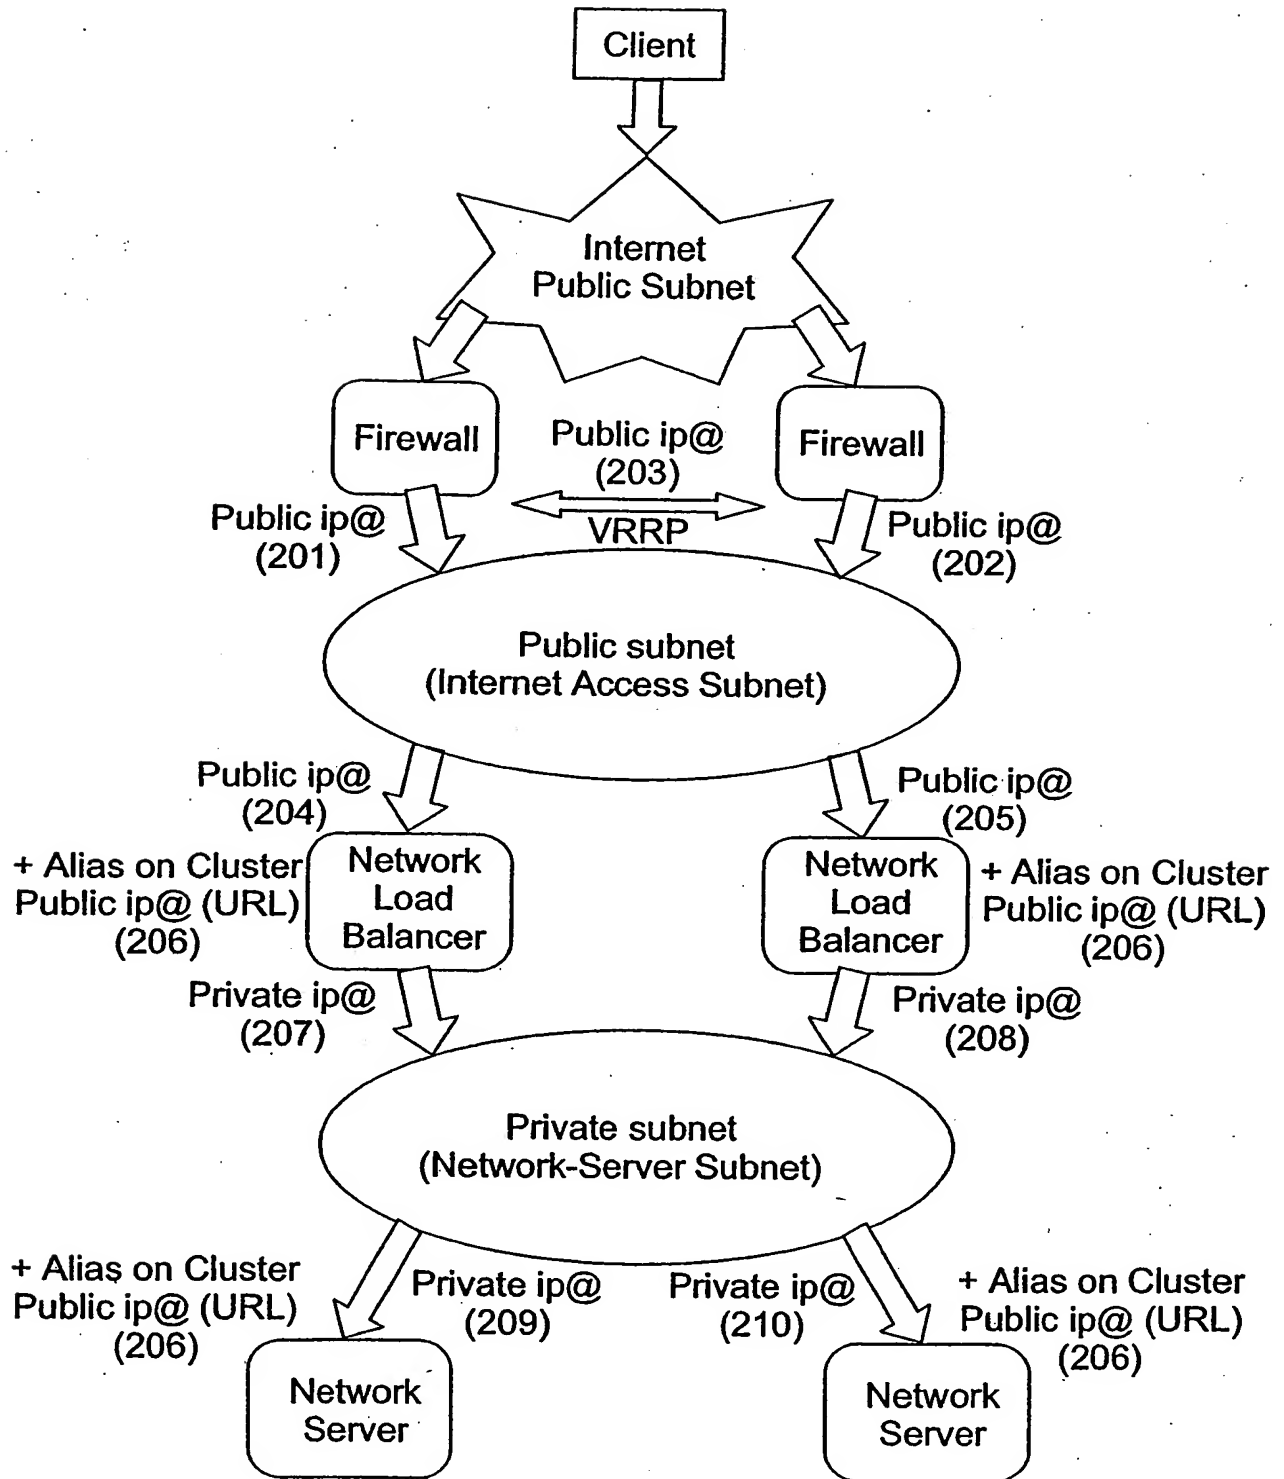 Client
Internet
Public Subnet
Firewall
Public ip@
(203)
VRRP
Firewall
Public ip@
(201)
Public ip@
(202)
Public subnet
(Internet Access Subnet)
Public ip@
(204)
Public ip@
(205)
+ Alias on Cluster
Public ip@ (URL)
(206)
Network
Load
Balancer
Network
Load
Balancer
+ Alias on Cluster
Public ip@ (URL)
(206)
Private ip@
(207)
Private ip@
(208)
Private subnet
(Network-Server Subnet)
+ Alias on Cluster
Public ip@ (URL)
(206)
Private ip@
(209)
Private ip@
(210)
+ Alias on Cluster
Public ip@ (URL)
(206)
Network
Server
Network
Server